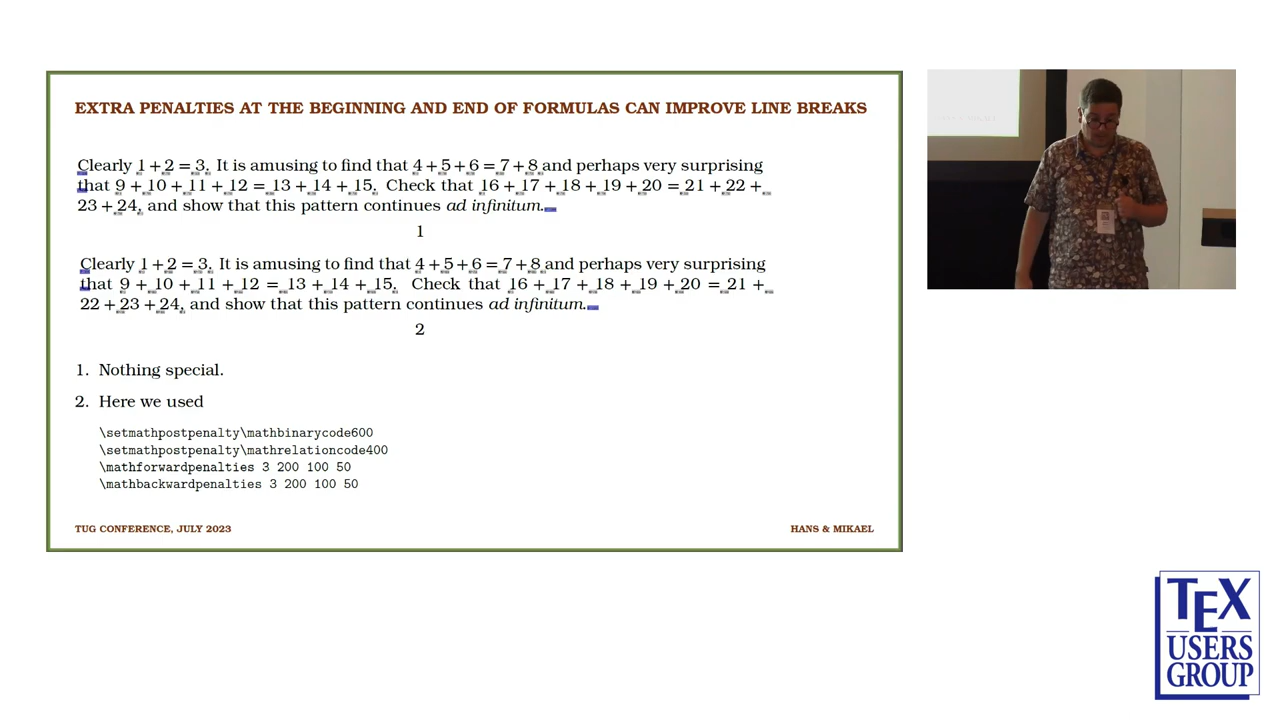 EXTRA PENALTIES AT THE BEGINNING AND END OF FORMULAS CAN IMPROVE LINE BREAKS
Clearly 1 + 2 = 3. It is amusing to find that 4 + 5 + 6 = 7 + 8 and perhaps very surprising
that 9 + 10 + 11 + 12 = 13 + 14 + 15. Check that 16 + 17 + 18 + 19 + 20 = 21 + 22 +
23 + 24, and show that this pattern continues ad infinitum.
1
Clearly 1 + 2 = 3. It is amusing to find that 4 + 5 + 6 = 7 + 8 and perhaps very surprising
that 9 + 10 + 11 + 12 = 13 + 14 + 15. Check that 16 + 17 + 18 + 19 + 20 = 21 +
22 + 23 + 24, and show that this pattern continues ad infinitum.
2
1. Nothing special.
2. Here we used
\setmathpostpenalty\mathbinarycode600
\setmathpostpenalty\mathrelationcode400
\mathforwardpenalties 3 200 100 50
\mathbackwardpenalties 3 200 100 50
TUG CONFERENCE, JULY 2023
HANS & MIKAEL
TEX
USERS
GROUP